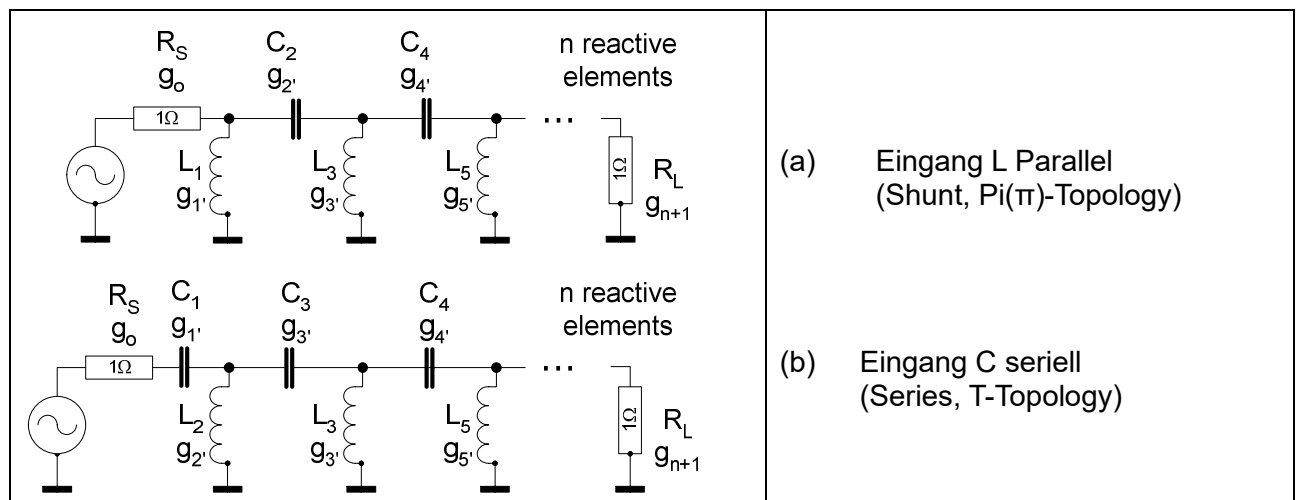 R_S C_2 C_4 n reactive
g_o g_2' g_4' elements
1Ω ...
L_1 L_3 L_5 1Ω R_L
g_1' g_3' g_5' g_n+1
(a) Eingang L Parallel
(Shunt, Pi(π)-Topology)
R_S C_1 C_3 C_4 n reactive
g_o g_1' g_3' g_4' elements
1Ω ...
L_2 L_3 L_5 1Ω R_L
g_2' g_3' g_5' g_n+1
(b) Eingang C seriell
(Series, T-Topology)